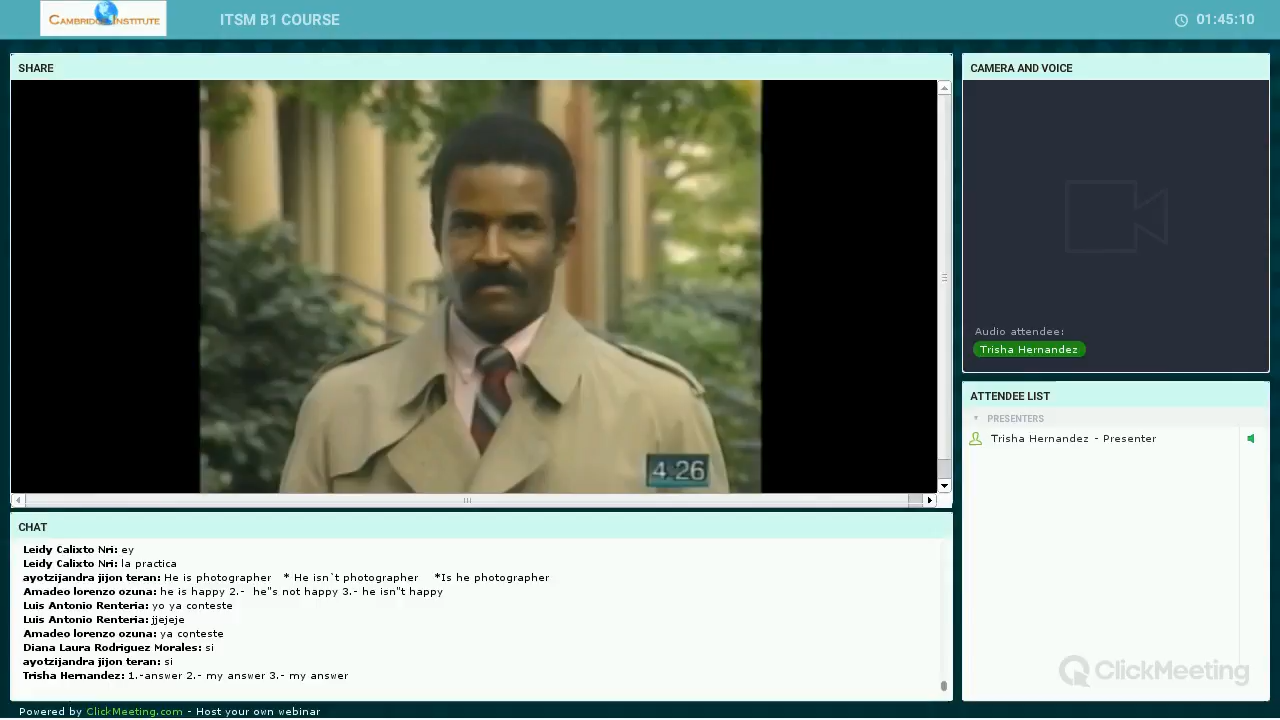 CAMBRIDGE INSTITUTE
ITSM B1 COURSE
01:45:10
SHARE
4:26
CAMERA AND VOICE
Audio attendee:
Trisha Hernandez
ATTENDEE LIST
PRESENTERS
Trisha Hernandez - Presenter
CHAT
Leidy Calixto Nri: ey
Leidy Calixto Nri: la practica
ayotzijandra jijon teran: He is photographer * He isn`t photographer *Is he photographer
Amadeo lorenzo ozuna: he is happy 2.- he"s not happy 3.- he isn"t happy
Luis Antonio Renteria: yo ya conteste
Luis Antonio Renteria: jjejeje
Amadeo lorenzo ozuna: ya conteste
Diana Laura Rodriguez Morales: si
ayotzijandra jijon teran: si
Trisha Hernandez: 1.-answer 2.- my answer 3.- my answer
ClickMeeting
Powered by ClickMeeting.com - Host your own webinar